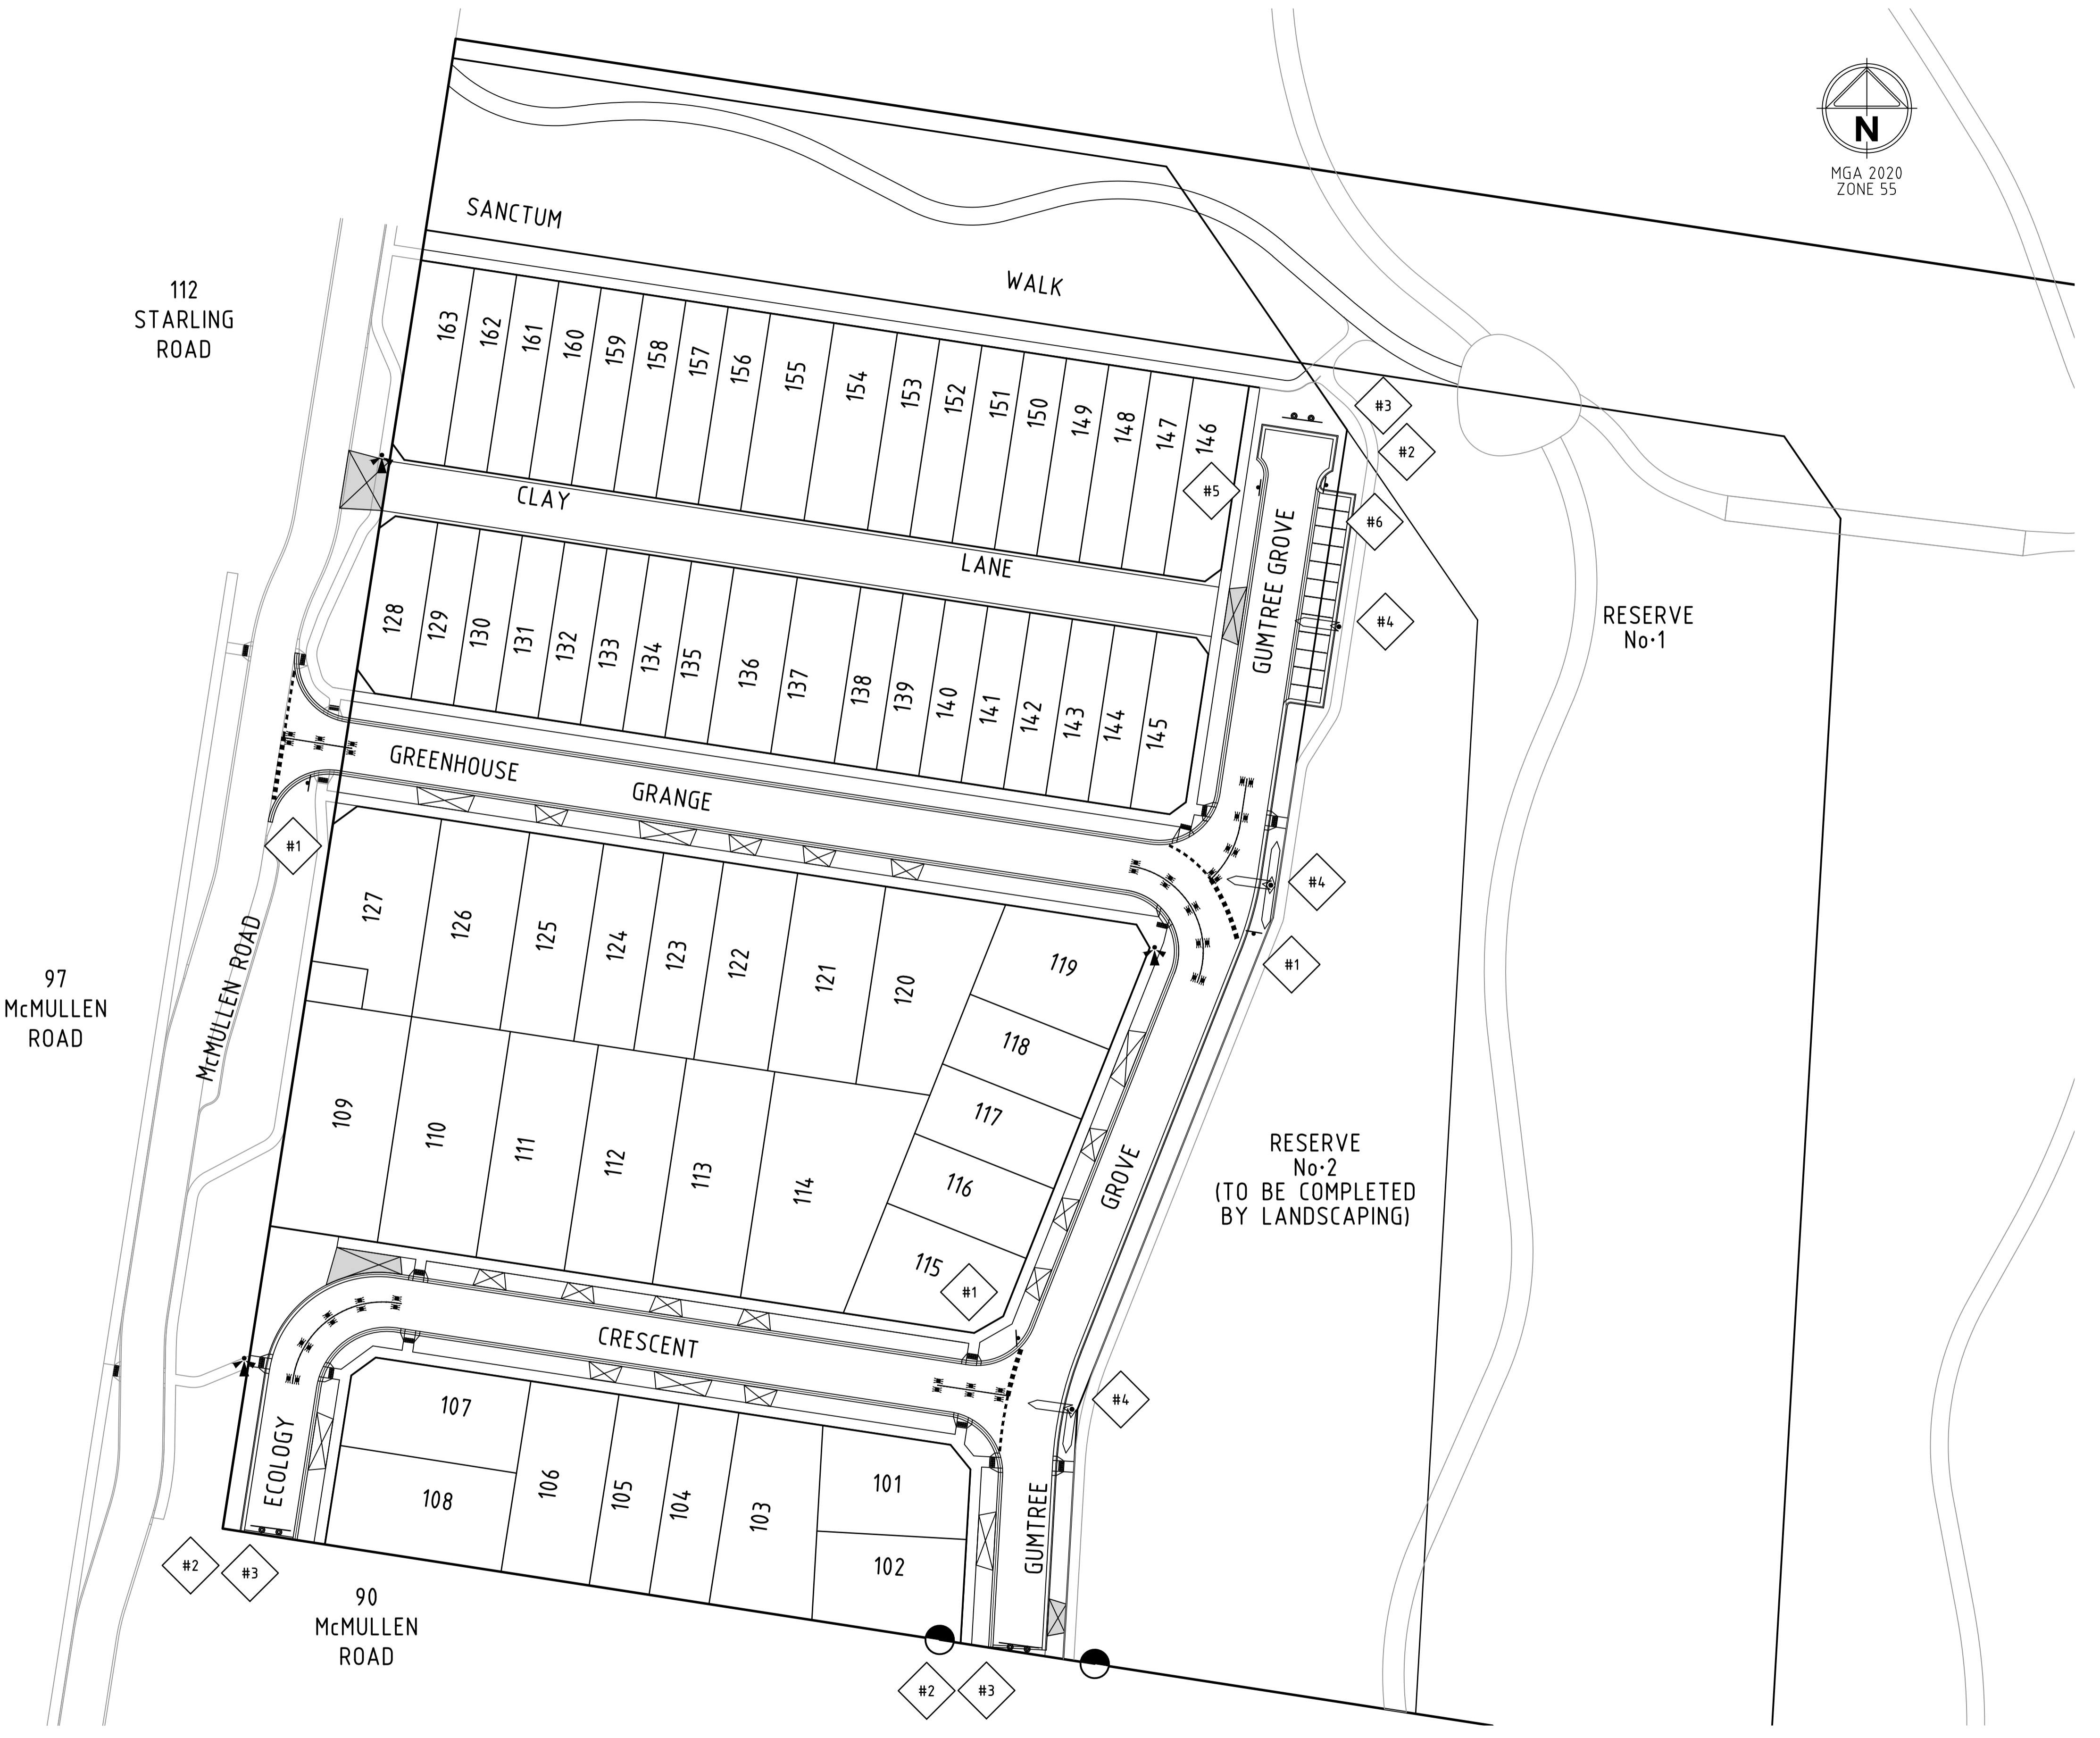 N
MGA 2020
ZONE 55
SANCTUM
WALK
112
STARLING
ROAD
163
162
161
160
159
158
157
156
155
154
153
152
151
150
149
148
147
146
#3
#2
#5
#6
CLAY
LANE
GUMTREE GROVE
#4
RESERVE
No·1
128
129
130
131
132
133
134
135
136
137
138
139
140
141
142
143
144
145
GREENHOUSE
GRANGE
#1
#4
#1
McMULLEN ROAD
97
McMULLEN
ROAD
127
126
125
124
123
122
121
120
119
118
117
116
115
#1
109
110
111
112
113
114
GROVE
RESERVE
No·2
(TO BE COMPLETED
BY LANDSCAPING)
CRESCENT
#4
ECOLOGY
107
108
106
105
104
103
101
102
GUMTREE
#2
#3
90
McMULLEN
ROAD
#2
#3